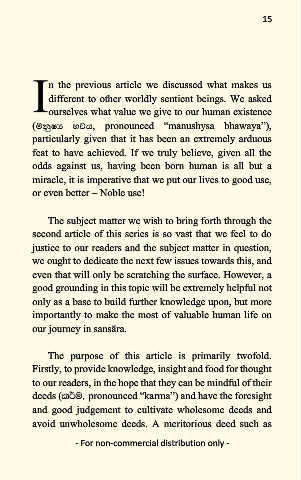 15
In the previous article we discussed what makes us
different to other worldly sentient beings. We asked
ourselves what value we give to our human existence
(මනුෂ්‍ය භවය, pronounced “manushya bhawaya”),
particularly given that it has been an extremely arduous
feat to have achieved. If we truly believe, given all the
odds against us, having been born human is all but a
miracle, it is imperative that we put our lives to good use,
or even better – Noble use!
The subject matter we wish to bring forth through the
second article of this series is so vast that we feel to do
justice to our readers and the subject matter in question,
we ought to dedicate the next few issues towards this, and
even that will only be scratching the surface. However, a
good grounding in this topic will be extremely helpful not
only as a base to build further knowledge upon, but more
importantly to make the most of valuable human life on
our journey in sansāra.
The purpose of this article is primarily twofold.
Firstly, to provide knowledge, insight and food for thought
to our readers, in the hope that they can be mindful of their
deeds (කර්ම, pronounced “karma”) and have the foresight
and good judgement to cultivate wholesome deeds and
avoid unwholesome deeds. A meritorious deed such as
- For non-commercial distribution only -